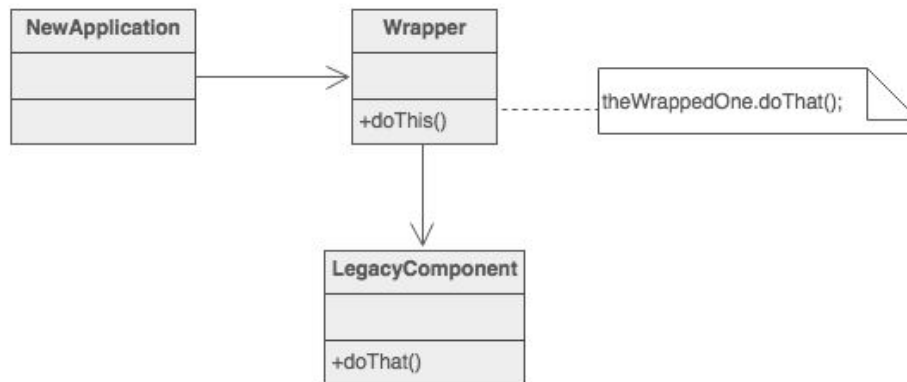 NewApplication
Wrapper
+doThis()
theWrappedOne.doThat();
LegacyComponent
+doThat()